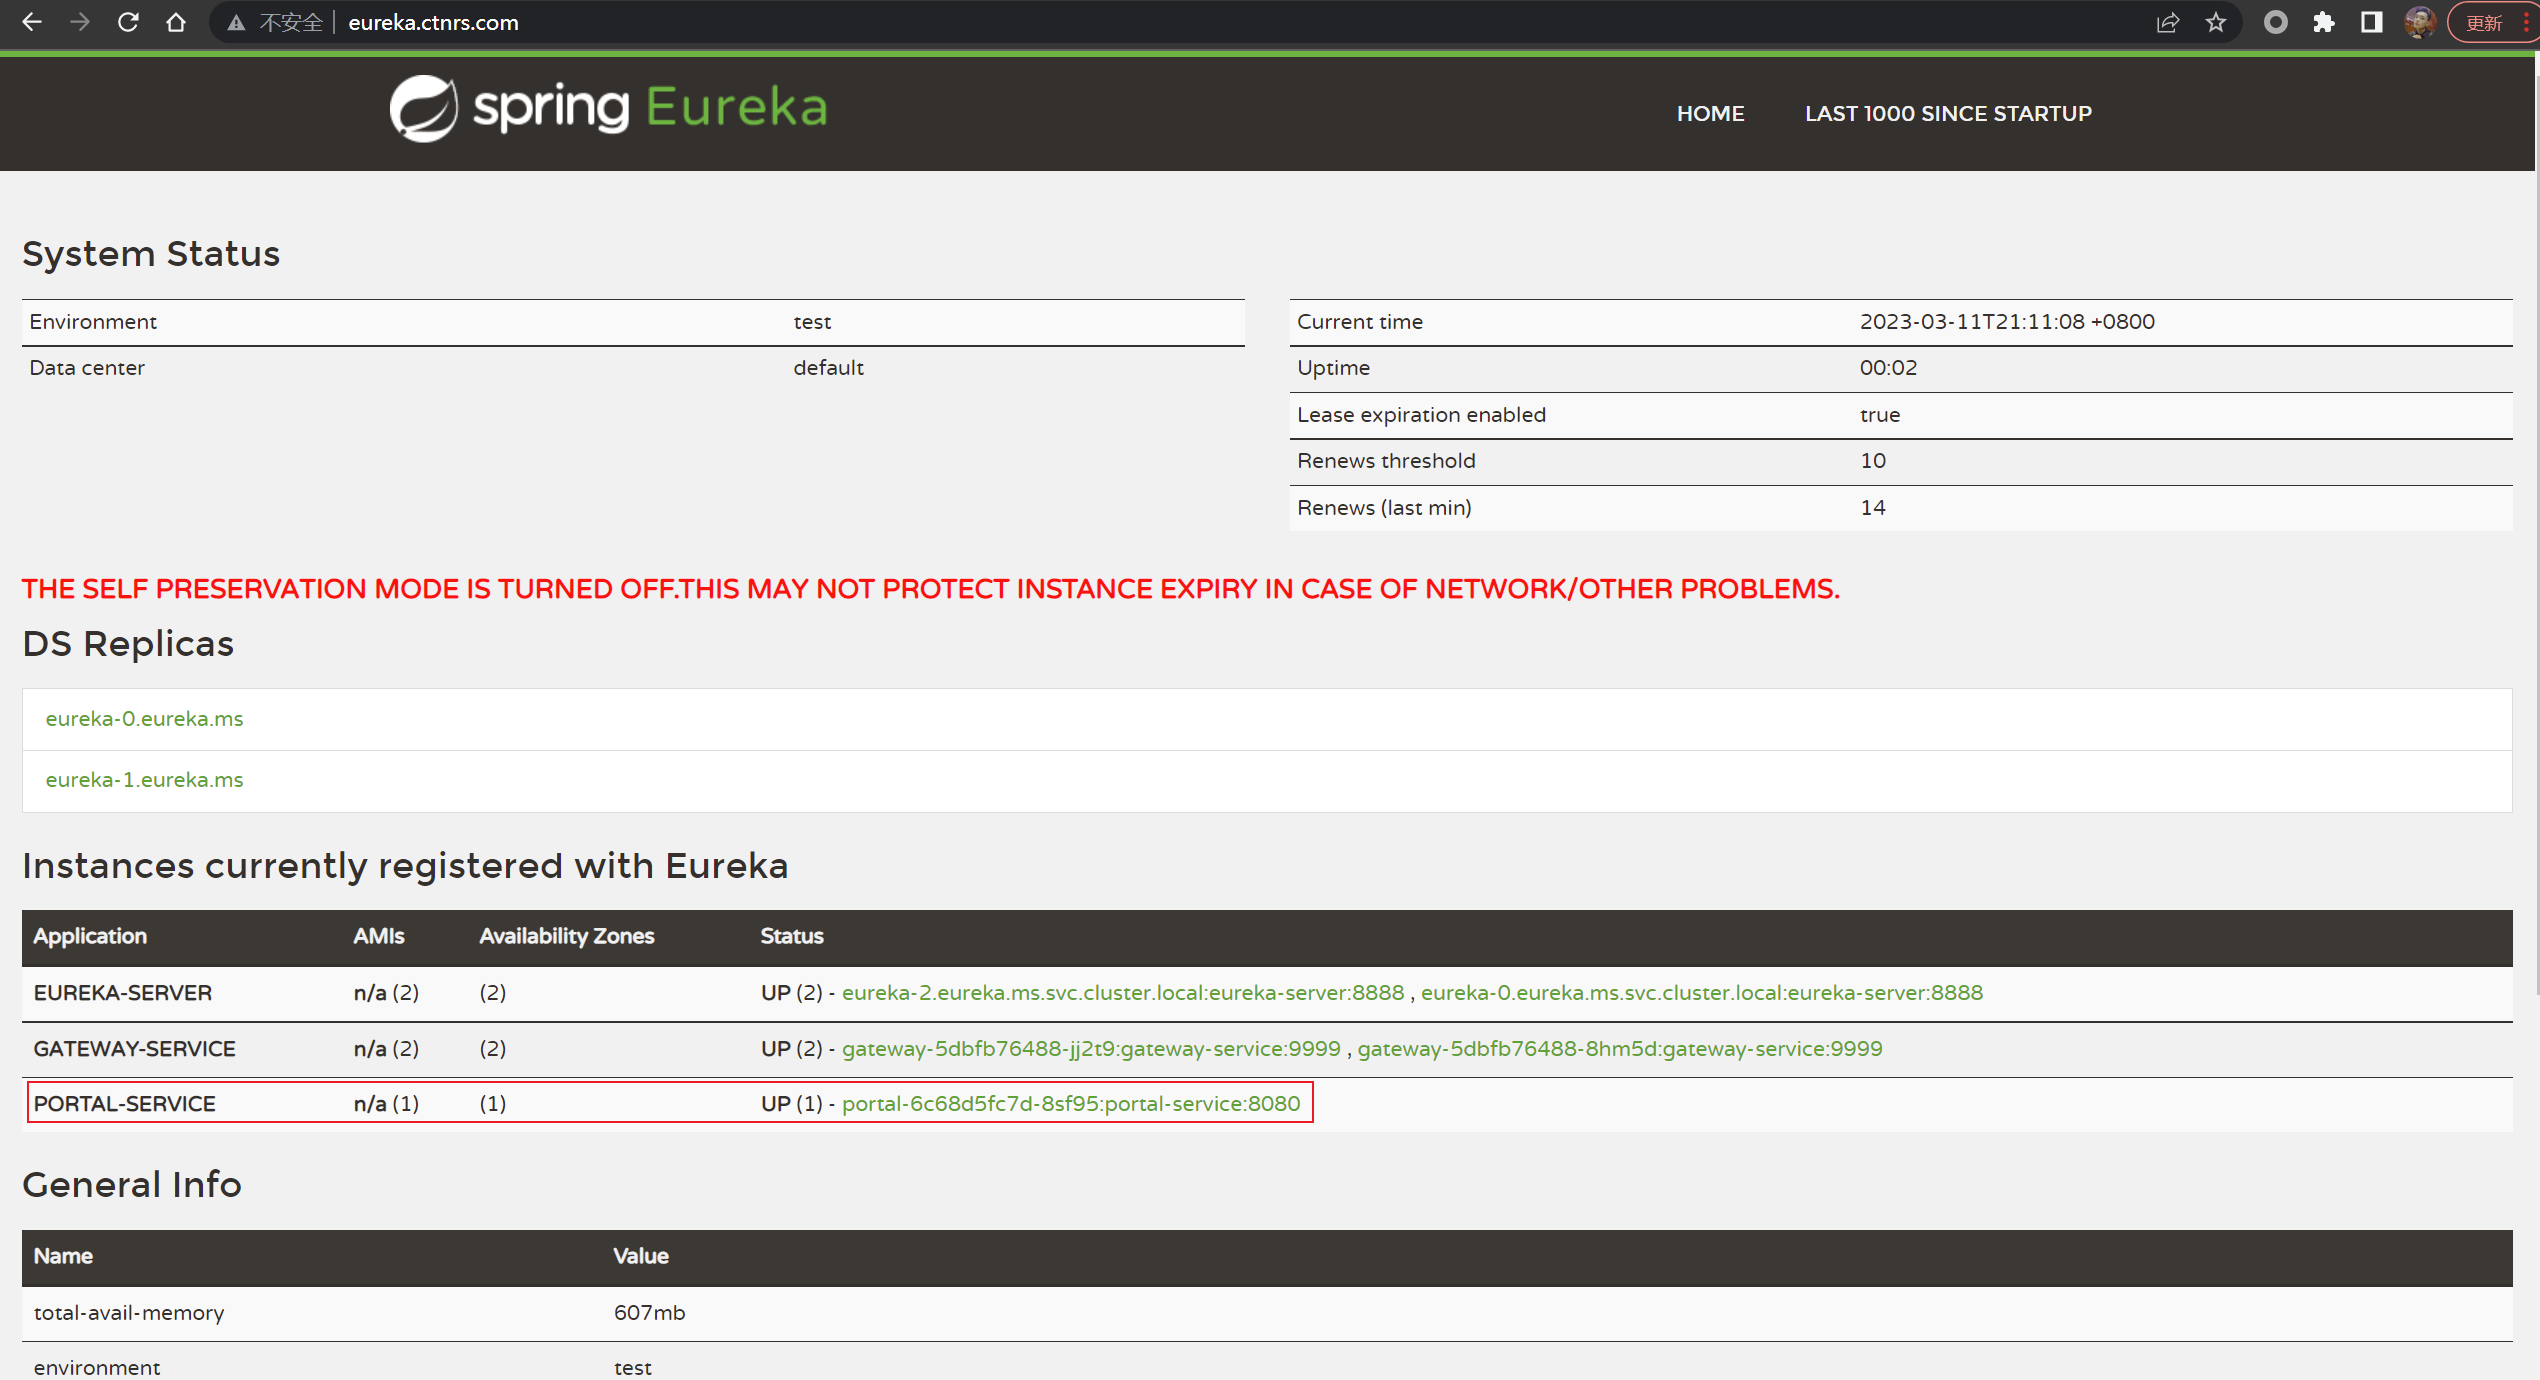 不安全 eureka.ctnrs.com 更新
spring Eureka HOME LAST 1000 SINCE STARTUP
System Status
Environment test
Data center default
Current time 2023-03-11T21:11:08 +0800
Uptime 00:02
Lease expiration enabled true
Renews threshold 10
Renews (last min) 14
THE SELF PRESERVATION MODE IS TURNED OFF.THIS MAY NOT PROTECT INSTANCE EXPIRY IN CASE OF NETWORK/OTHER PROBLEMS.
DS Replicas
eureka-0.eureka.ms
eureka-1.eureka.ms
Instances currently registered with Eureka
Application AMIs Availability Zones Status
EUREKA-SERVER n/a (2) (2) UP (2) - eureka-2.eureka.ms.svc.cluster.local:eureka-server:8888 , eureka-0.eureka.ms.svc.cluster.local:eureka-server:8888
GATEWAY-SERVICE n/a (2) (2) UP (2) - gateway-5dbfb76488-jj2t9:gateway-service:9999 , gateway-5dbfb76488-8hm5d:gateway-service:9999
PORTAL-SERVICE n/a (1) (1) UP (1) - portal-6c68d5fc7d-8sf95:portal-service:8080
General Info
Name Value
total-avail-memory 607mb
environment test